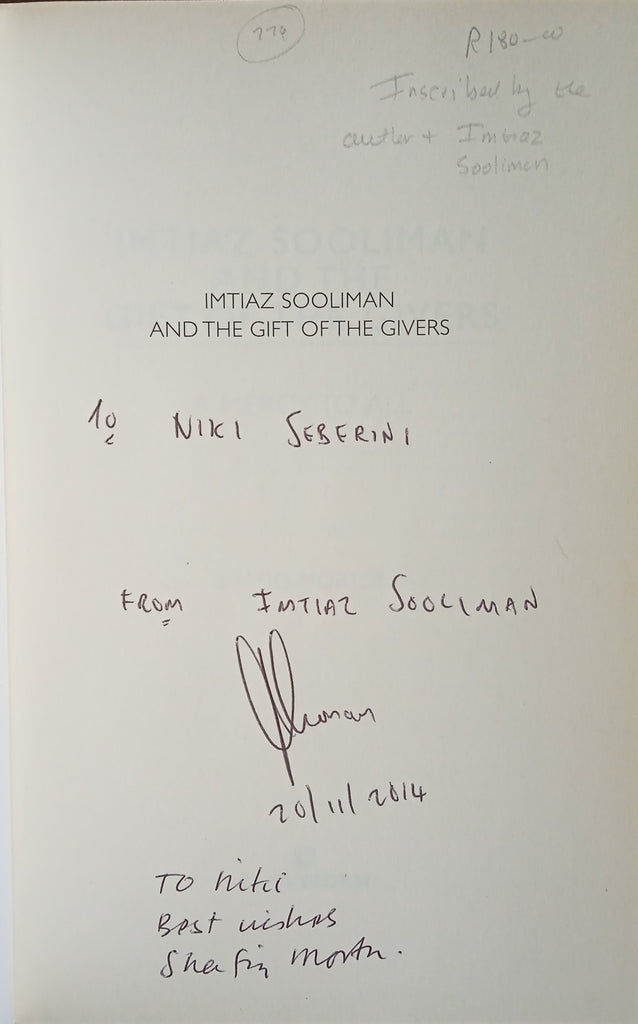 774
R180-00
Inscribed by the
author + Imtiaz
Sooliman
IMTIAZ SOOLIMAN
AND THE GIFT OF THE GIVERS
To NIKI SEBERINI
FROM IMTIAZ SOOLIMAN
20/11/2014
TO Niki
Best wishes
Shafiq Morton.